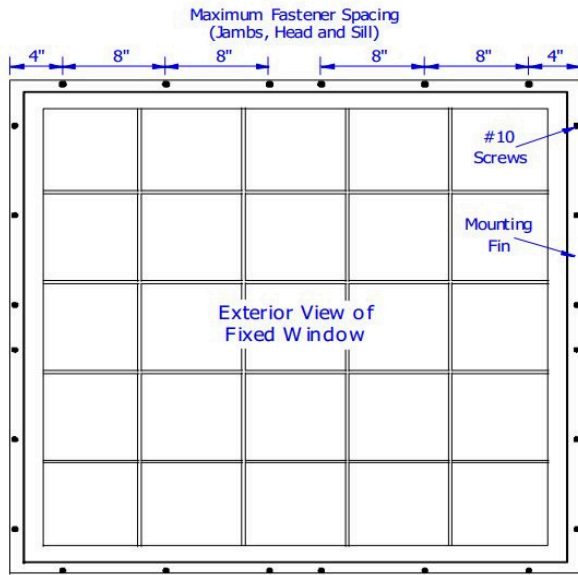 Maximum Fastener Spacing
(Jambs, Head and Sill)
4" 8" 8" 8" 8" 4"
#10
Screws
Mounting
Fin
Exterior View of
Fixed Window